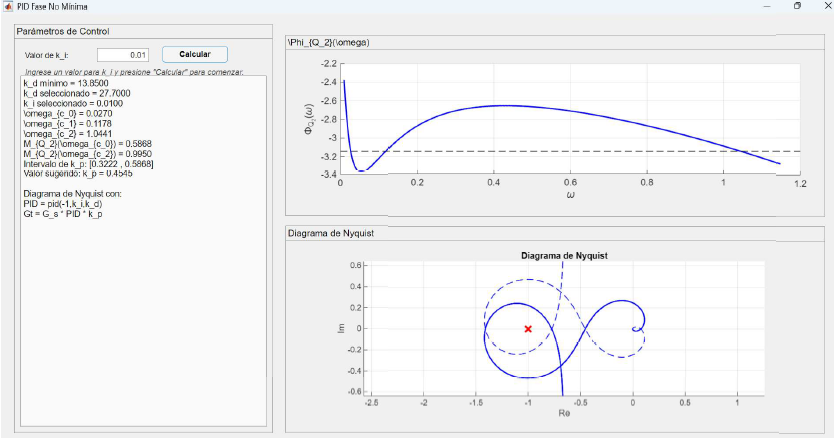 PID Fase No Mínima
Parámetros de Control
Valor de k_i:
0.01
Calcular
Ingrese un valor para k_i y presione "Calcular" para comenzar.
k_d mínimo = 13.8500
k_d seleccionado = 27.7000
k_i seleccionado = 0.0100
\omega_{c_0} = 0.0270
\omega_{c_1} = 0.1178
\omega_{c_2} = 1.0441
M_{Q_2}(\omega_{c_0}) = 0.5868
M_{Q_2}(\omega_{c_2}) = 0.9950
Intervalo de k_p: [0.3222 , 0.5868]
Valor sugerido: k_p = 0.4545
Diagrama de Nyquist con:
PID = pid(-1,k_i,k_d)
Gt = G_s * PID * k_p
\Phi_{Q_2}(\omega)
-2.2
-2.4
-2.6
-2.8
-3
-3.2
-3.4
Φ_{Q_2}(ω)
0 0.2 0.4 0.6 0.8 1 1.2
ω
Diagrama de Nyquist
Diagrama de Nyquist
0.6
0.4
0.2
0
-0.2
-0.4
-0.6
Im
-2.5 -2 -1.5 -1 -0.5 0 0.5 1
Re